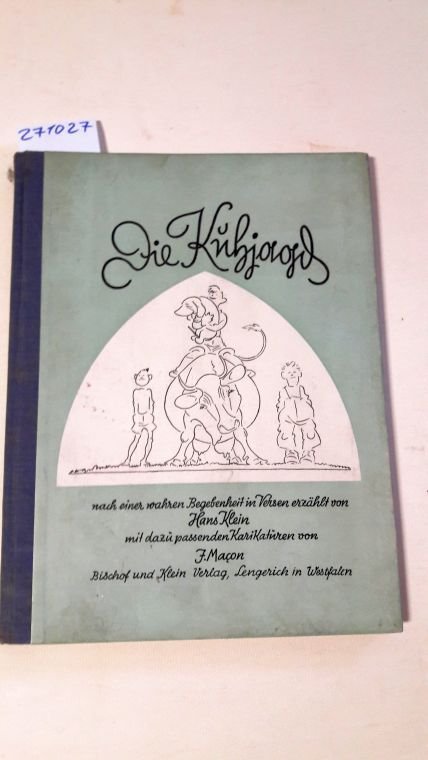 271027
Die Kuhjagd
nach einer wahren Begebenheit in Versen erzählt von
Hans Klein
mit dazu passenden Karikaturen von
F. Maçon
Bischof und Klein Verlag, Lengerich in Westfalen